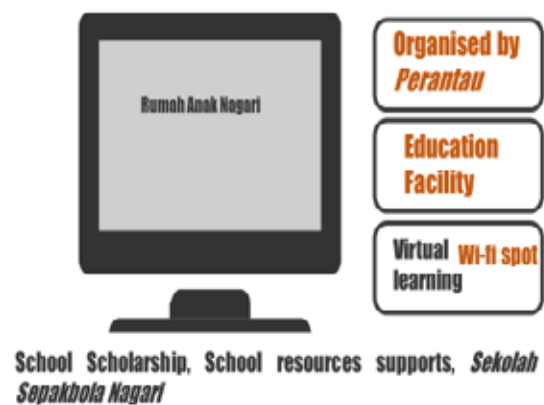 Rumah Anak Nagari
Organised by
Perantau
Education
Facility
Virtual Wi-fi spot
learning
School Scholarship, School resources supports, Sekolah
Sepakbola Nagari